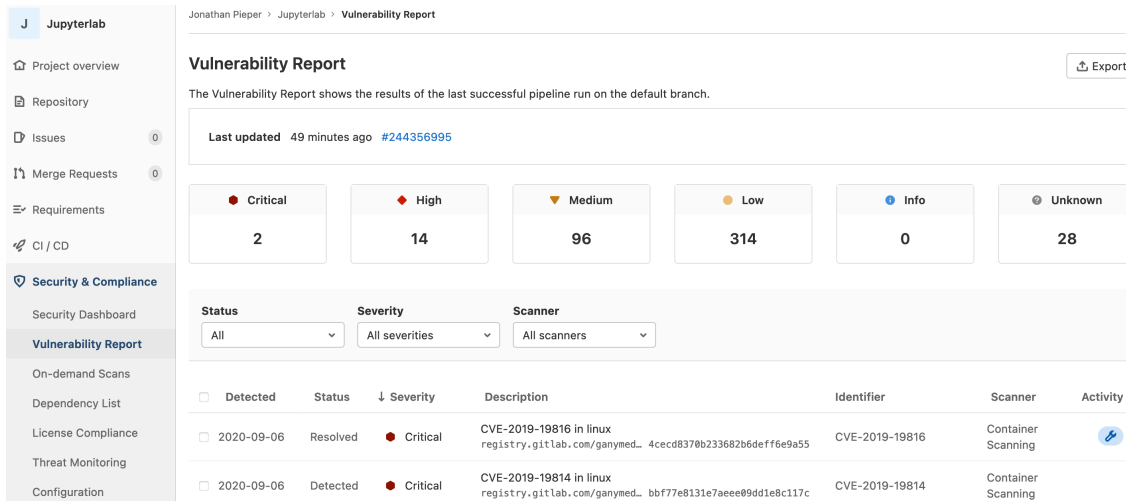 J Jupyterlab
Project overview
Repository
Issues 0
Merge Requests 0
Requirements
CI / CD
Security & Compliance
Security Dashboard
Vulnerability Report
On-demand Scans
Dependency List
License Compliance
Threat Monitoring
Configuration
Jonathan Pieper > Jupyterlab > Vulnerability Report
Vulnerability Report
Export
The Vulnerability Report shows the results of the last successful pipeline run on the default branch.
Last updated 49 minutes ago #244356995
Critical High Medium Low Info Unknown
2 14 96 314 0 28
Status Severity Scanner
All All severities All scanners
Detected Status ↓ Severity Description Identifier Scanner Activity
2020-09-06 Resolved Critical CVE-2019-19816 in linux CVE-2019-19816 Container Scanning
registry.gitlab.com/ganymed… 4cecd8370b233682b6deff6e9a55
2020-09-06 Detected Critical CVE-2019-19814 in linux CVE-2019-19814 Container Scanning
registry.gitlab.com/ganymed… bbf77e8131e7aeee09dd1e8c117c